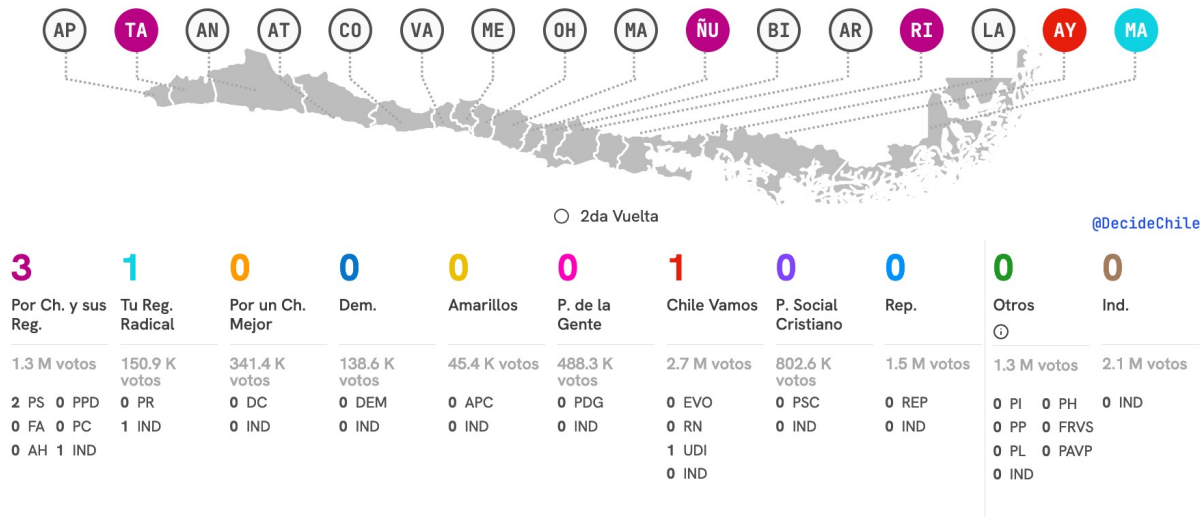 AP TA AN AT CO VA ME OH MA ÑU BI AR RI LA AY MA
2da Vuelta
@DecideChile
3 1 0 0 0 0 1 0 0 0 0
Por Ch. y sus Reg.
Tu Reg. Radical
Por un Ch. Mejor
Dem.
Amarillos
P. de la Gente
Chile Vamos
P. Social Cristiano
Rep.
Otros
Ind.
1.3 M votos
150.9 K votos
341.4 K votos
138.6 K votos
45.4 K votos
488.3 K votos
2.7 M votos
802.6 K votos
1.5 M votos
1.3 M votos
2.1 M votos
2 PS 0 PPD
0 FA 0 PC
0 AH 1 IND
0 PR
1 IND
0 DC
0 IND
0 DEM
0 IND
0 APC
0 IND
0 PDG
0 IND
0 EVO
0 RN
1 UDI
0 IND
0 PSC
0 IND
0 REP
0 IND
0 PI 0 PH
0 PP 0 FRVS
0 PL 0 PAVP
0 IND
0 IND